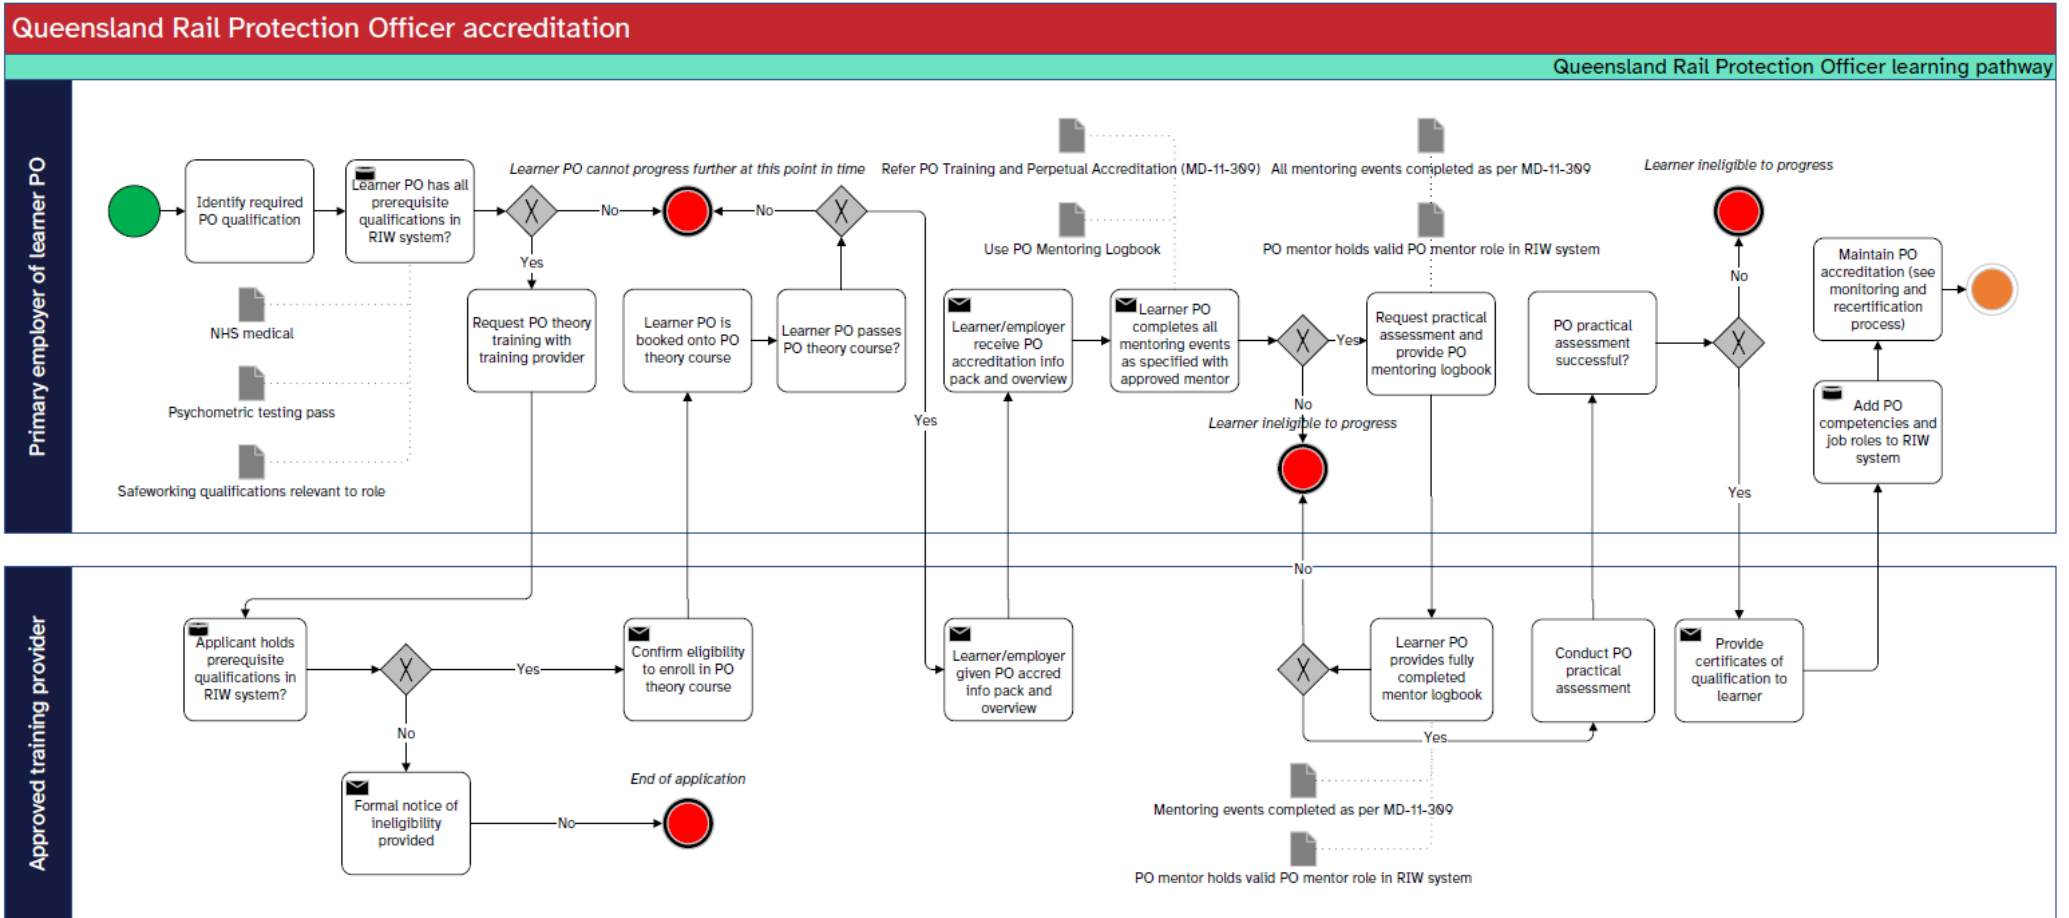 Queensland Rail Protection Officer accreditation
Queensland Rail Protection Officer learning pathway
Primary employer of learner PO
Identify required
PO qualification
Learner PO has all
prerequisite
qualifications in
RIW system?
NHS medical
Psychometric testing pass
Safeworking qualifications relevant to role
X
No
Yes
Learner PO cannot progress further at this point in time
No
X
Yes
Request PO theory
training with
training provider
Learner PO is
booked onto PO
theory course
Learner PO passes
PO theory course?
Refer PO Training and Perpetual Accreditation (MD-11-309)
Use PO Mentoring Logbook
Learner/employer
receive PO
accreditation info
pack and overview
Learner PO
completes all
mentoring events
as specified with
approved mentor
X
Yes
No
Learner ineligible to progress
All mentoring events completed as per MD-11-309
PO mentor holds valid PO mentor role in RIW system
Request practical
assessment and
provide PO
mentoring logbook
PO practical
assessment
successful?
Learner ineligible to progress
No
X
Yes
Maintain PO
accreditation (see
monitoring and
recertification
process)
Add PO
competencies and
job roles to RIW
system
Approved training provider
Applicant holds
prerequisite
qualifications in
RIW system?
X
Yes
No
Formal notice of
ineligibility
provided
No
End of application
Confirm eligibility
to enroll in PO
theory course
Learner/employer
given PO accred
info pack and
overview
No
X
Yes
Learner PO
provides fully
completed
mentor logbook
Mentoring events completed as per MD-11-309
PO mentor holds valid PO mentor role in RIW system
Conduct PO
practical
assessment
Provide
certificates of
qualification to
learner